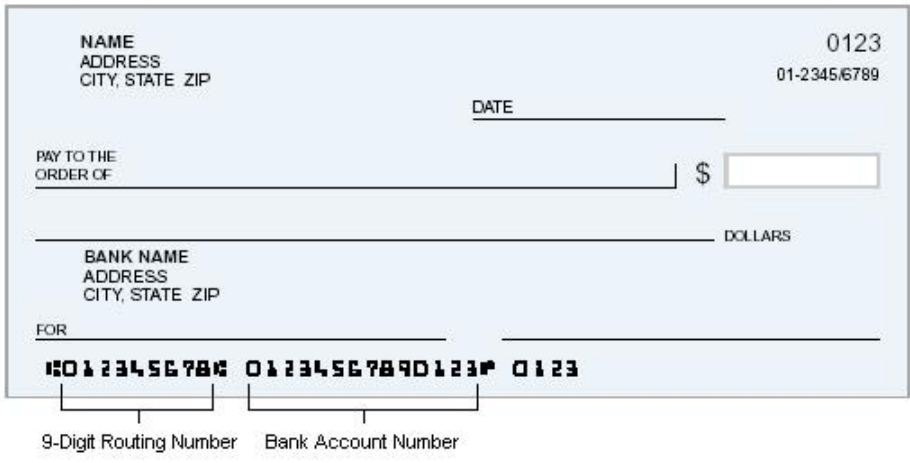 NAME
ADDRESS
CITY, STATE ZIP
0123
01-2345/6789
DATE
PAY TO THE
ORDER OF
$
DOLLARS
BANK NAME
ADDRESS
CITY, STATE ZIP
FOR
⑆012345678⑆ 01234567890123⑈ 0123
9-Digit Routing Number Bank Account Number